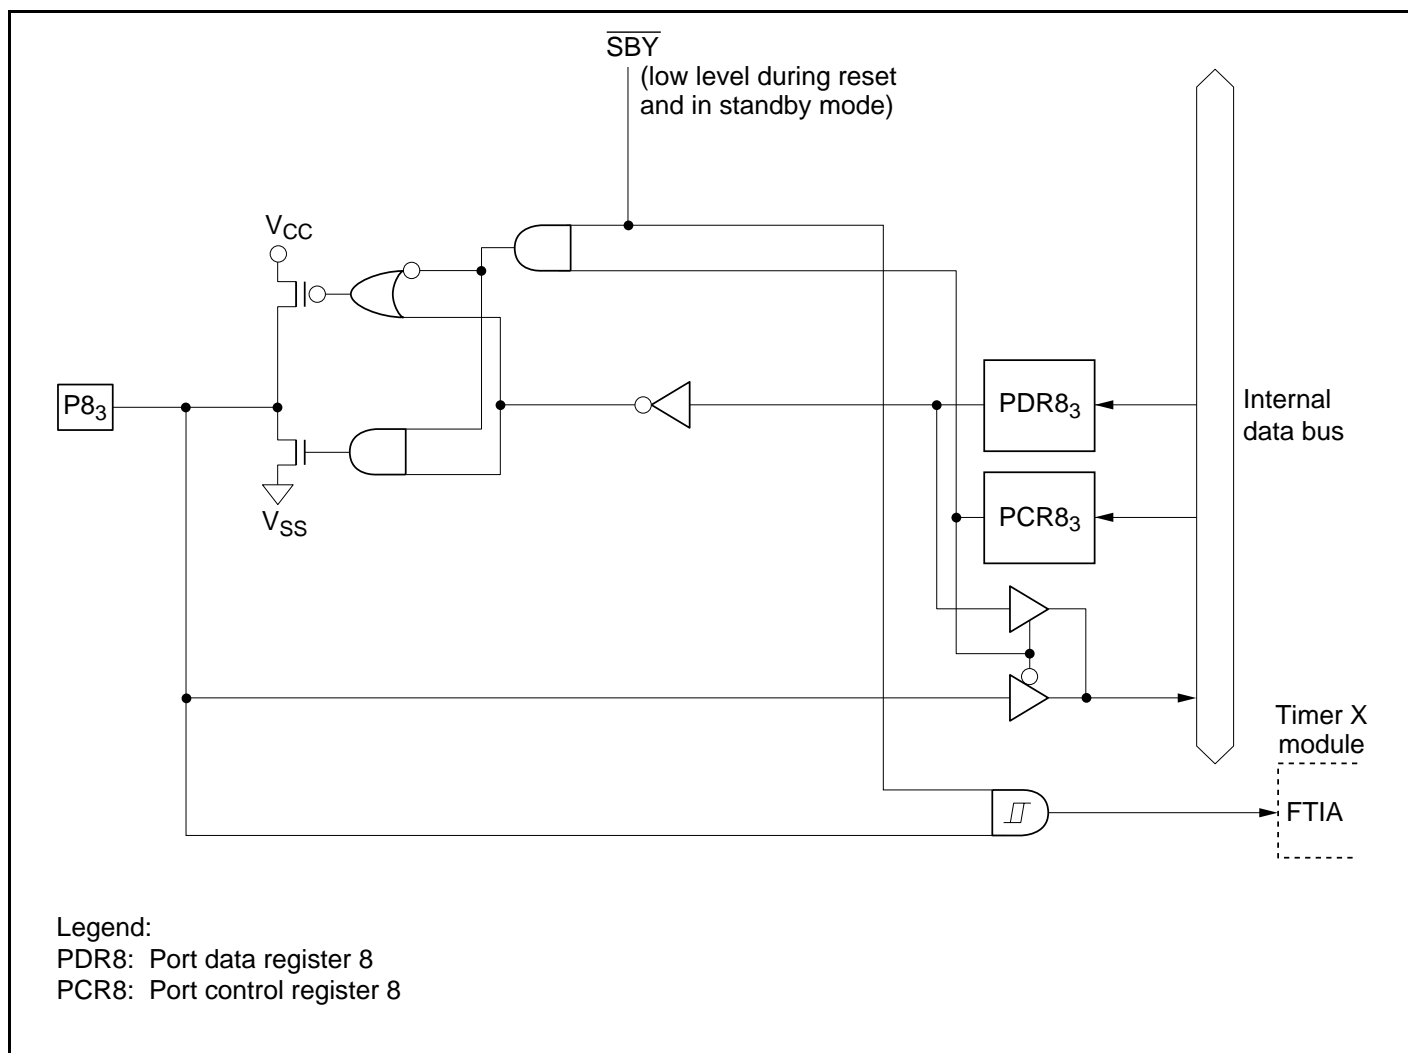 SBY
(low level during reset
and in standby mode)
VCC
P83
VSS
PDR83
PCR83
Internal
data bus
Timer X
module
FTIA
Legend:
PDR8: Port data register 8
PCR8: Port control register 8